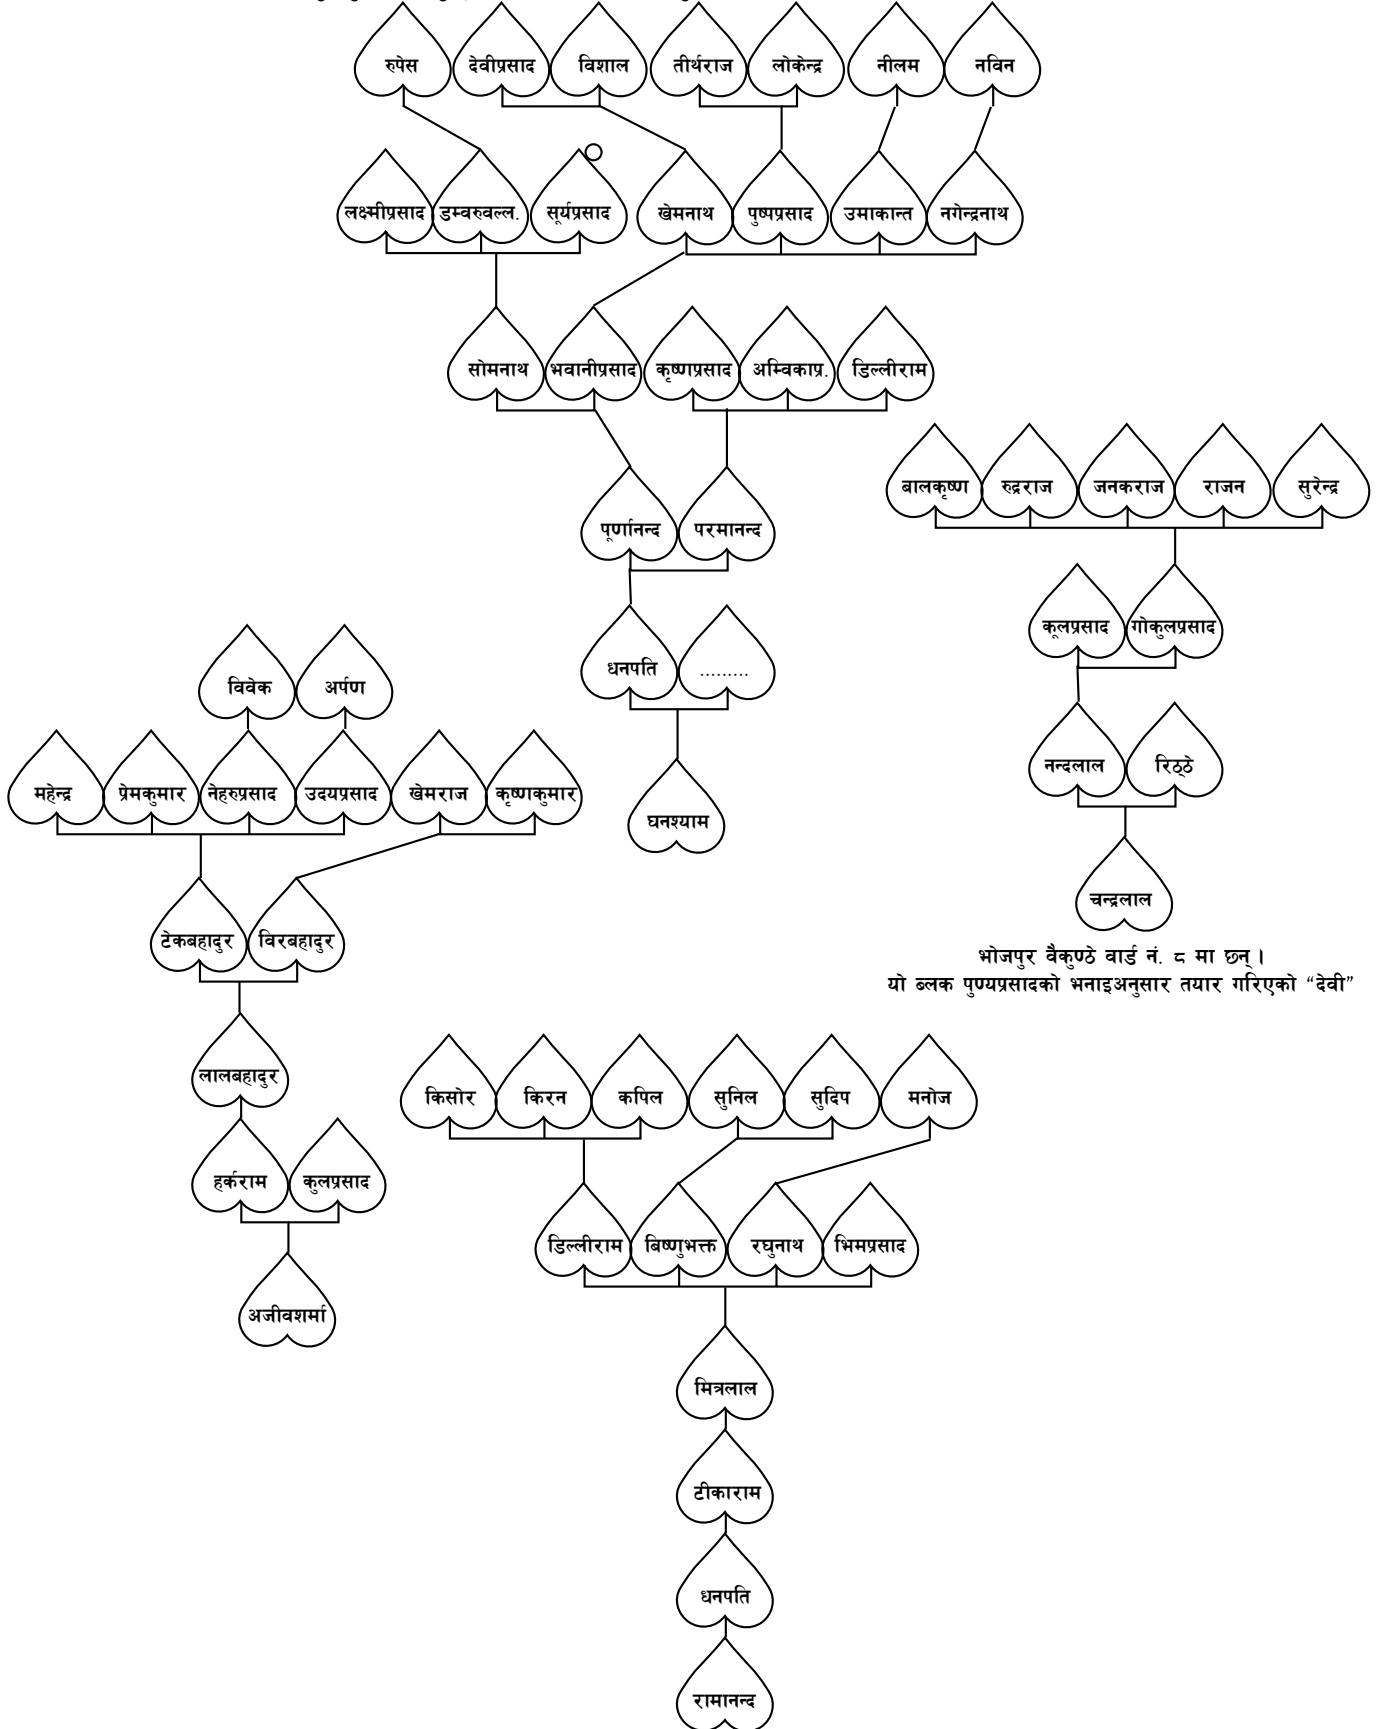 रुपेस देवीप्रसाद विशाल तीर्थराज लोकेन्द्र नीलम नविन
लक्ष्मीप्रसाद डम्वरुवल्ल. सूर्यप्रसाद खेमनाथ पुष्पप्रसाद उमाकान्त नगेन्द्रनाथ
सोमनाथ भवानीप्रसाद कृष्णप्रसाद अम्विकाप्र. डिल्लीराम
बालकृष्ण रुद्रराज जनकराज राजन सुरेन्द्र
पूर्णानन्द परमानन्द
कूलप्रसाद गोकुलप्रसाद
धनपति .........
विवेक अर्पण
नन्दलाल रिठ्ठे
महेन्द्र प्रेमकुमार नेहरुप्रसाद उदयप्रसाद खेमराज कृष्णकुमार
घनश्याम
चन्द्रलाल
टेकबहादुर विरबहादुर
भोजपुर वैकुण्ठे वार्ड नं. ८ मा छन् ।
यो ब्लक पुण्यप्रसादको भनाइअनुसार तयार गरिएको “देवी”
लालबहादुर
किसोर किरन कपिल सुनिल सुदिप मनोज
हर्कराम कुलप्रसाद
डिल्लीराम बिष्णुभक्त रघुनाथ भिमप्रसाद
अजीवशर्मा
मित्रलाल
टीकाराम
धनपति
रामानन्द